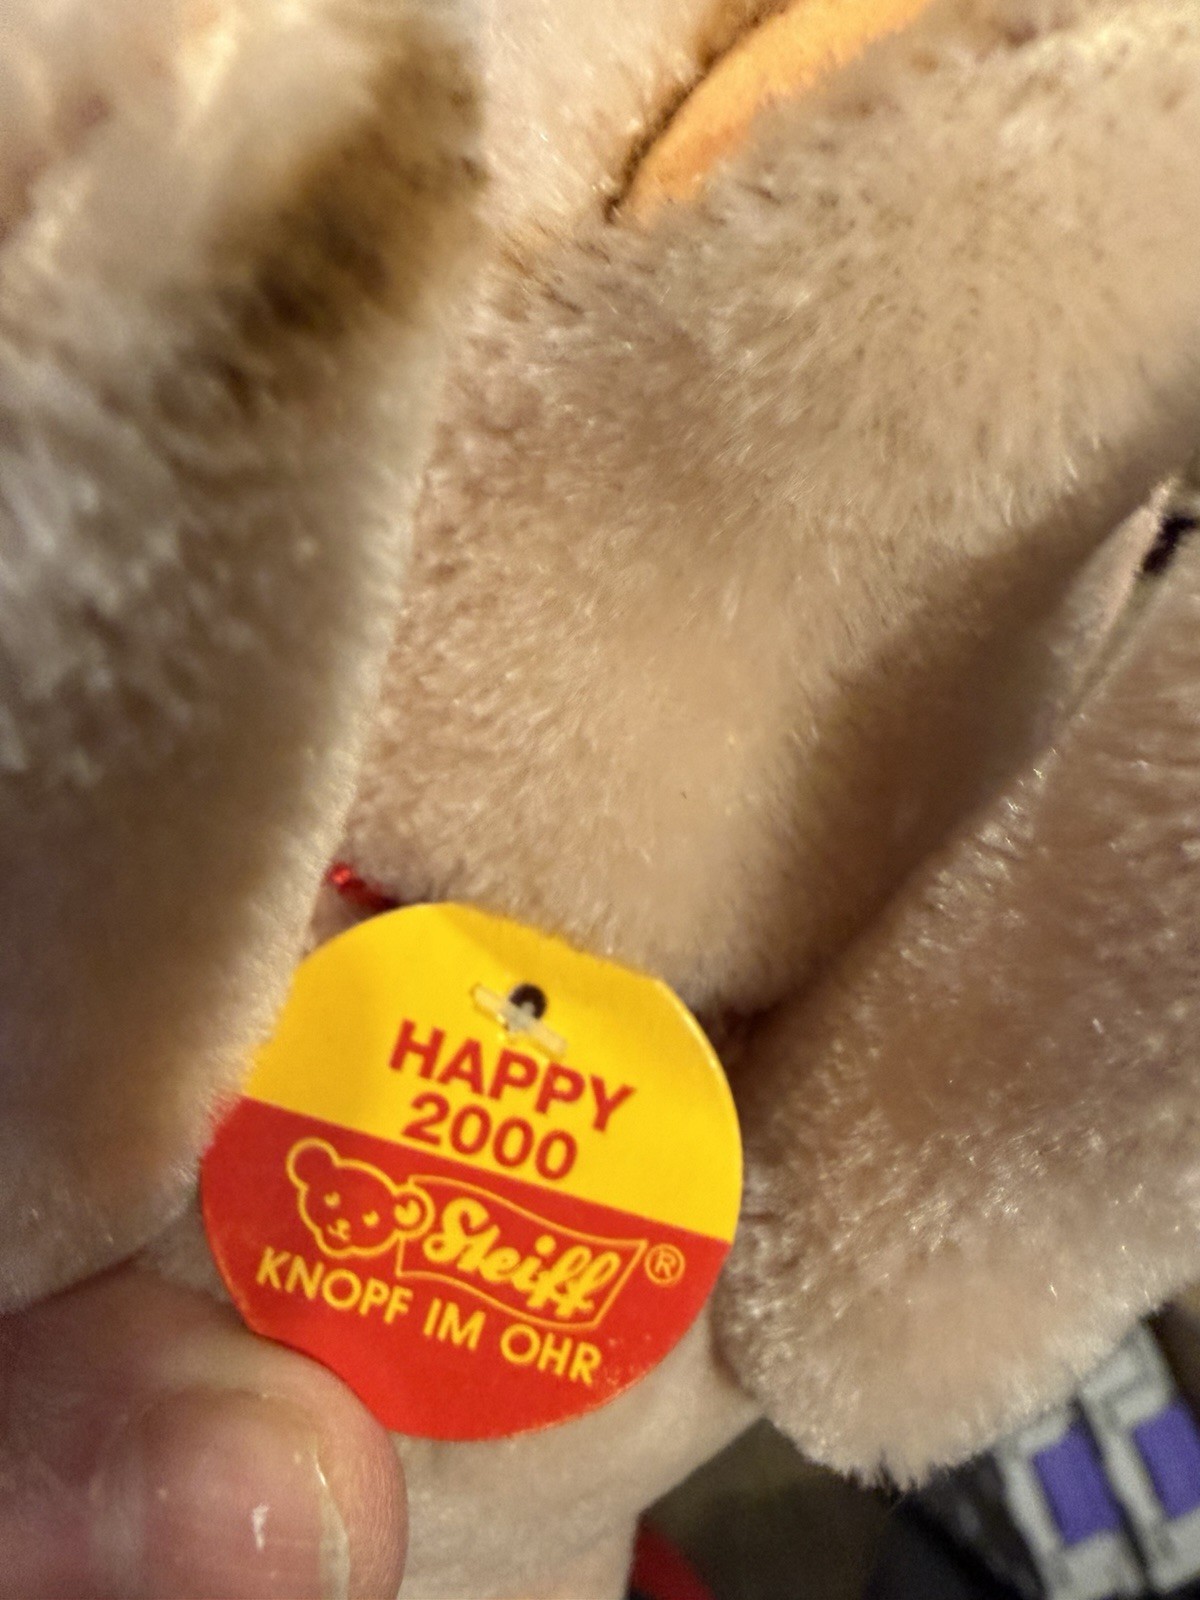 HAPPY
2000
Steiff ®
KNOPF IM OHR